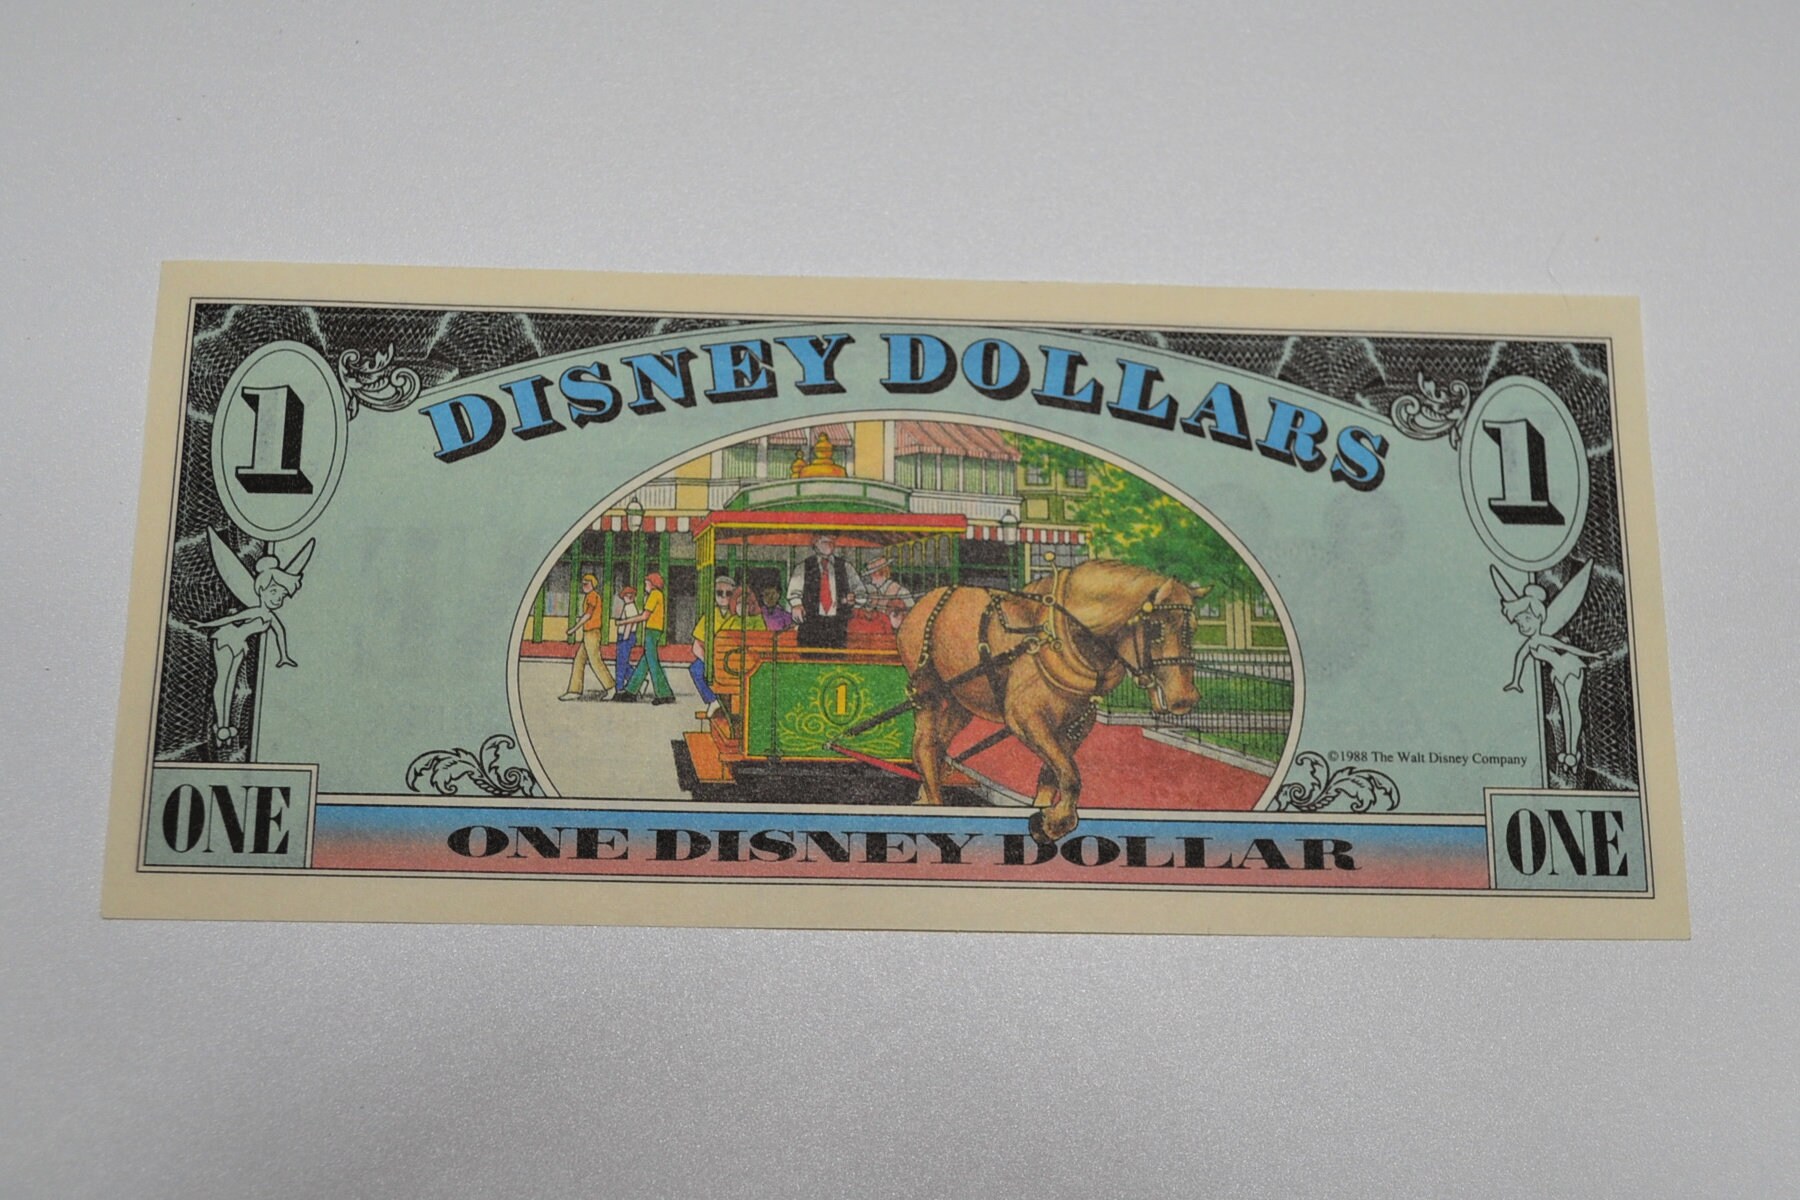 DISNEY DOLLARS
1
1
1
©1988 The Walt Disney Company
ONE
ONE DISNEY DOLLAR
ONE